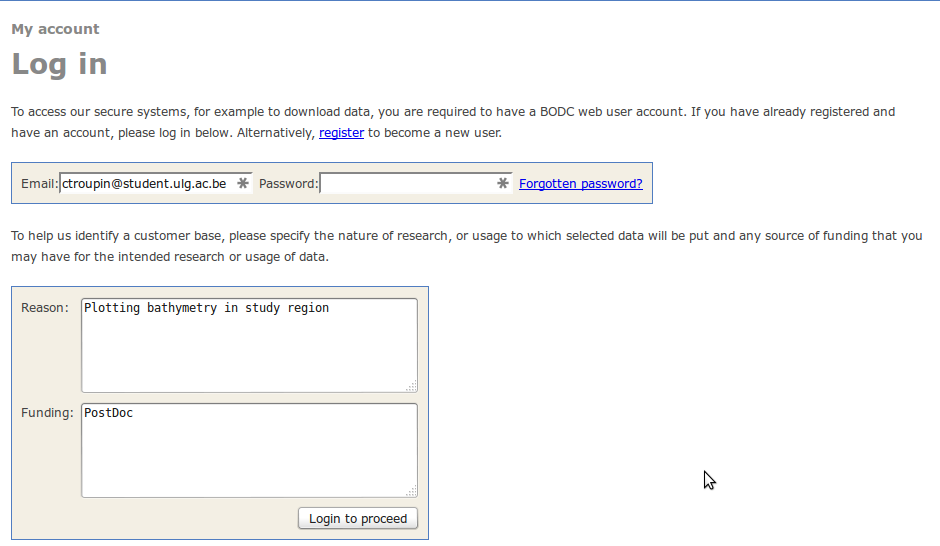 My account
Log in
To access our secure systems, for example to download data, you are required to have a BODC web user account. If you have already registered and
have an account, please log in below. Alternatively, register to become a new user.
Email: ctroupin@student.ulg.ac.be * Password: * Forgotten password?
To help us identify a customer base, please specify the nature of research, or usage to which selected data will be put and any source of funding that you
may have for the intended research or usage of data.
Reason: Plotting bathymetry in study region
Funding: PostDoc
Login to proceed